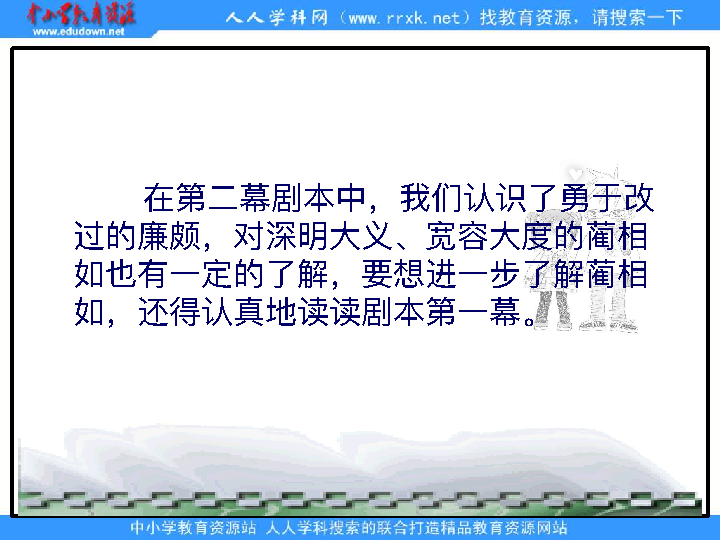 中小学教育资源
www.edudown.net
人人学科网（www.rrxk.net）找教育资源，请搜索一下
在第二幕剧本中，我们认识了勇于改
过的廉颇，对深明大义、宽容大度的蔺相
如也有一定的了解，要想进一步了解蔺相
如，还得认真地读读剧本第一幕。
中小学教育资源站 人人学科搜索的联合打造精品教育资源网站